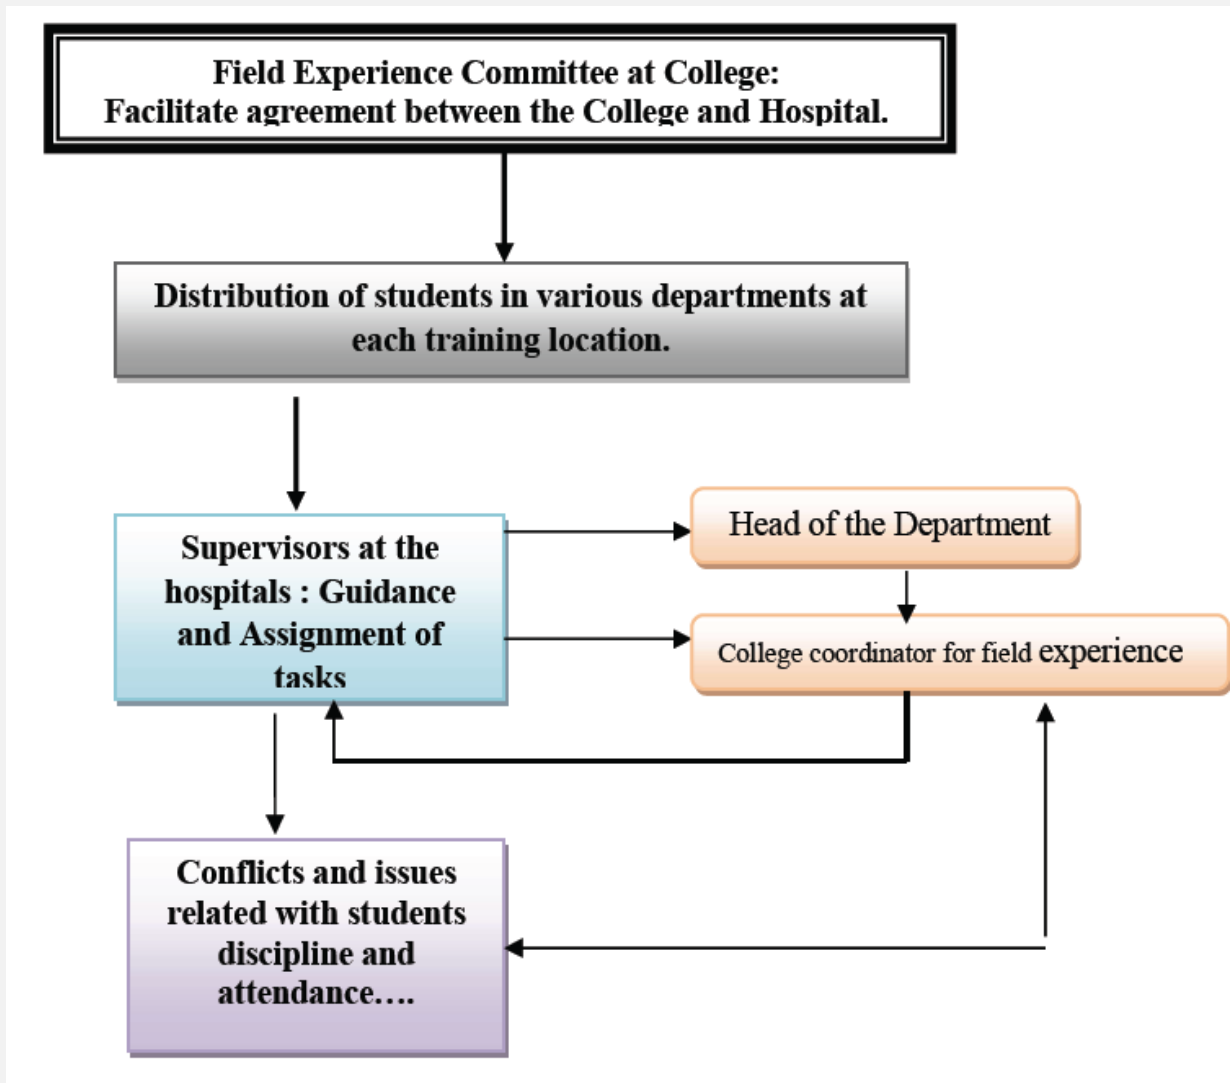 Field Experience Committee at College:
Facilitate agreement between the College and Hospital.
Distribution of students in various departments at
each training location.
Supervisors at the
hospitals : Guidance
and Assignment of
tasks
Head of the Department
College coordinator for field experience
Conflicts and issues
related with students
discipline and
attendance….